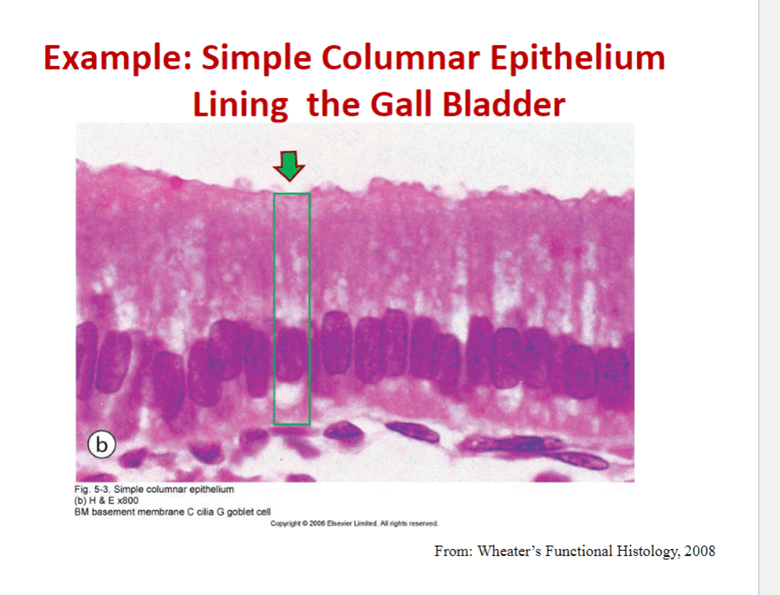 Example: Simple Columnar Epithelium
Lining the Gall Bladder
b
Fig. 5-3. Simple columnar epithelium
(b) H & E x800
BM basement membrane C cilia G goblet cell
Copyright © 2006 Elsevier Limited. All rights reserved.
From: Wheater's Functional Histology, 2008